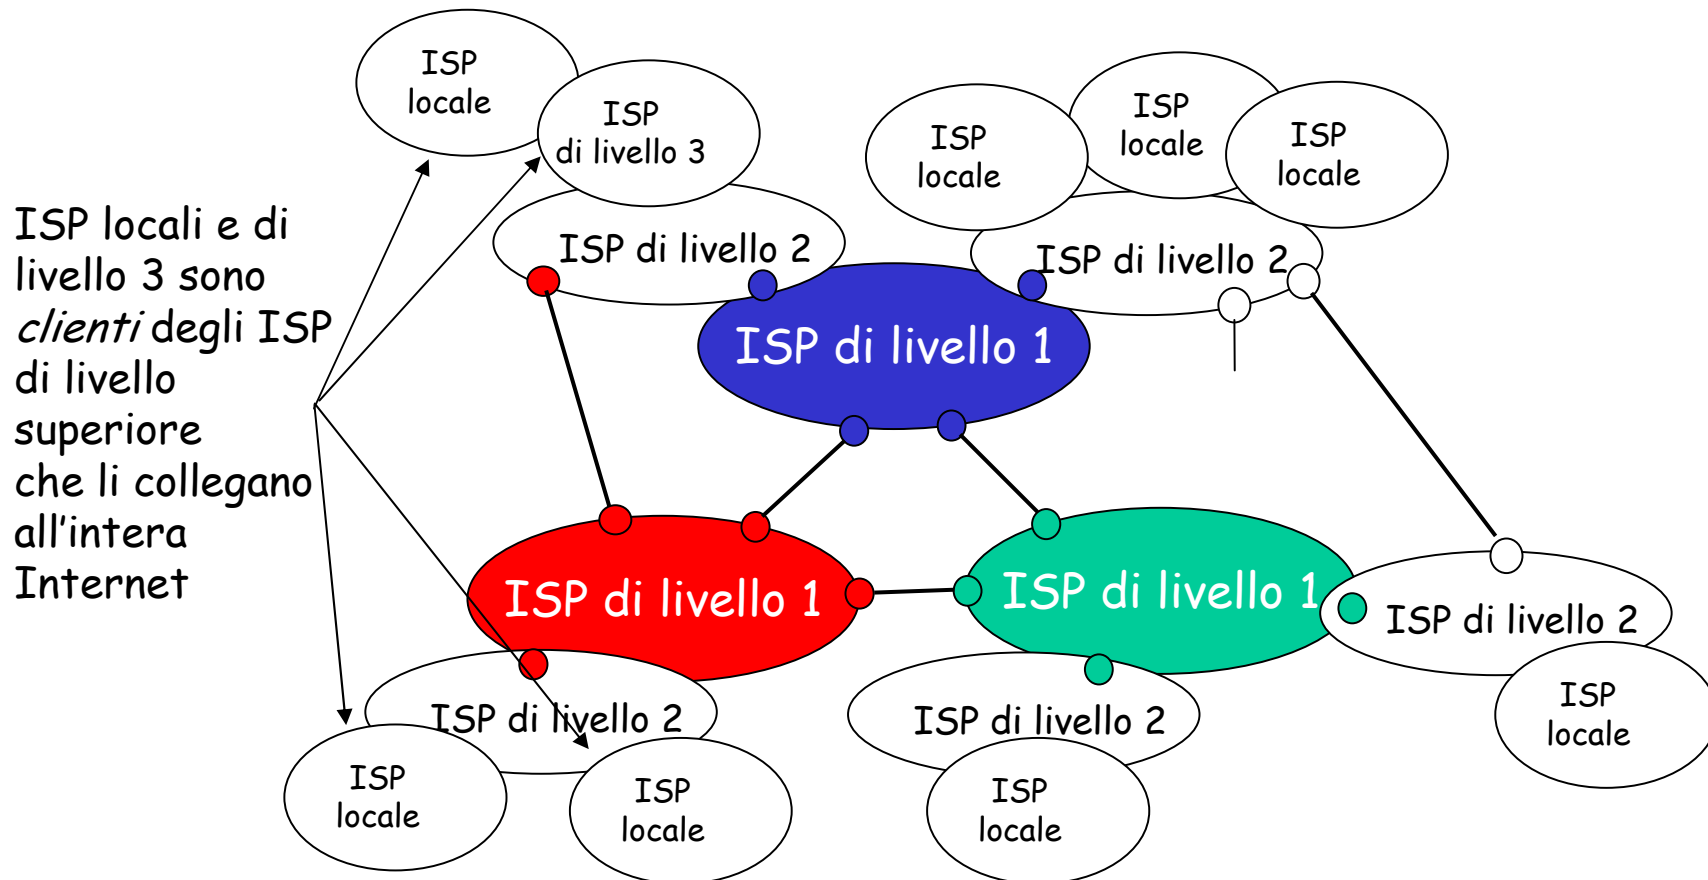 ISP
locale
ISP
di livello 3
ISP
locale
ISP
locale
ISP
locale
ISP locali e di
livello 3 sono
clienti degli ISP
di livello
superiore
che li collegano
all'intera
Internet
ISP di livello 2
ISP di livello 2
ISP di livello 1
ISP di livello 1
ISP di livello 1
ISP di livello 2
ISP di livello 2
ISP di livello 2
ISP
locale
ISP
locale
ISP
locale
ISP
locale